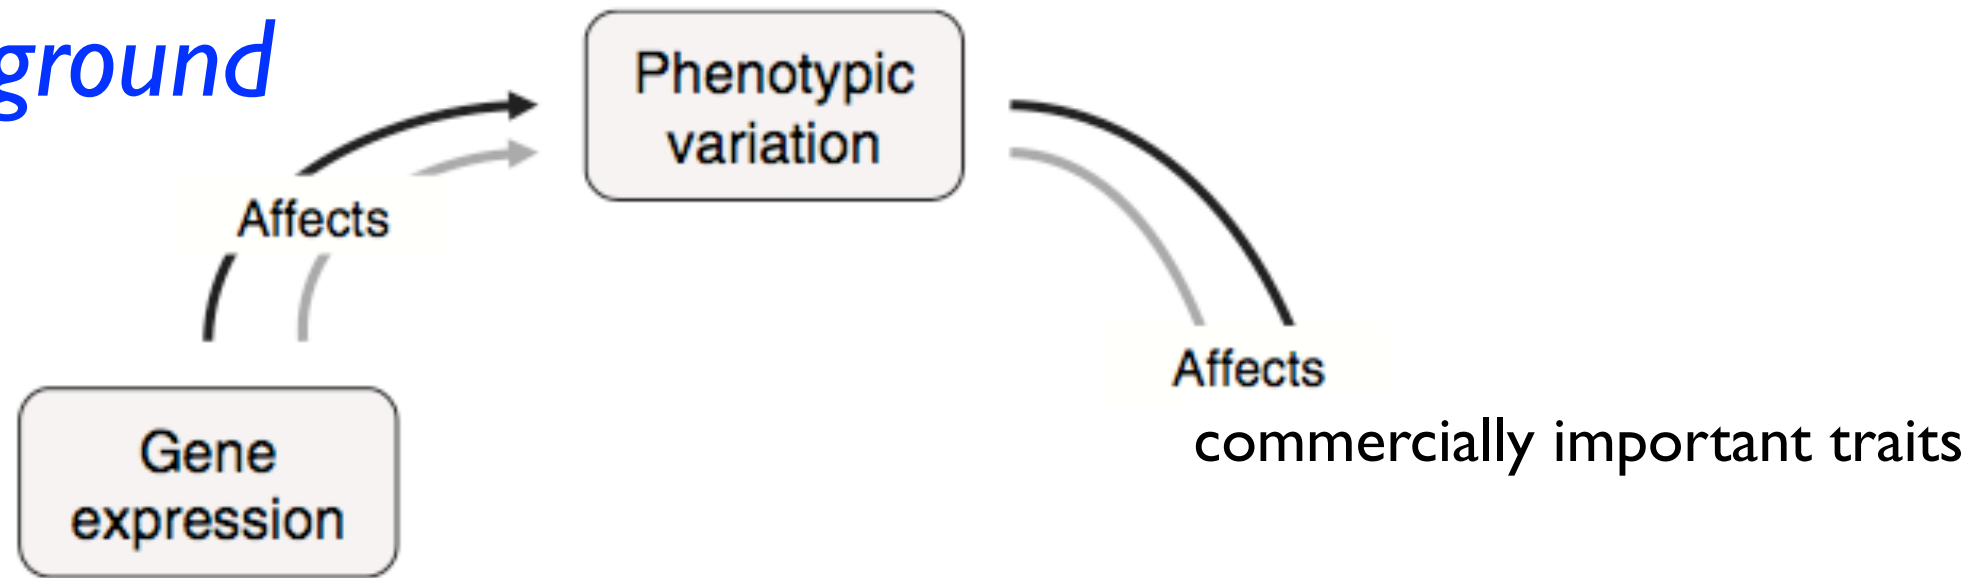 ground
Phenotypic
variation
Affects
Affects
Gene
expression
commercially important traits